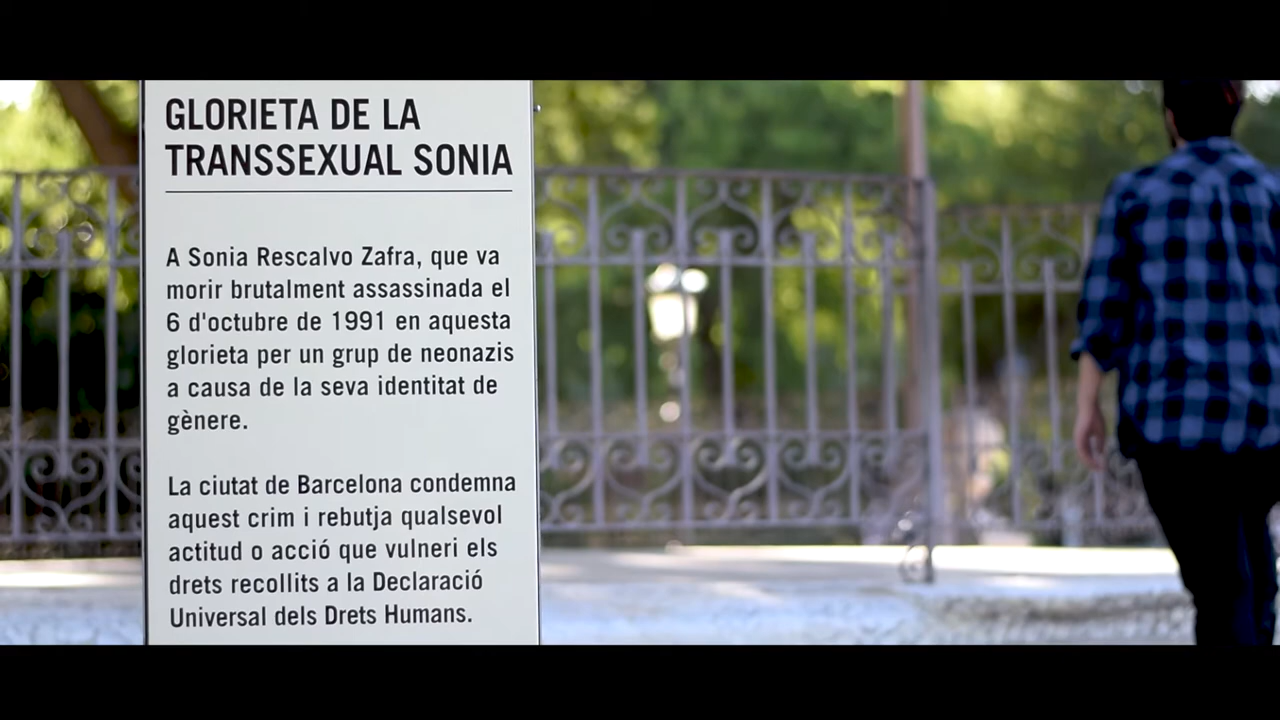 GLORIETA DE LA
TRANSSEXUAL SONIA
A Sonia Rescalvo Zafra, que va
morir brutalment assassinada el
6 d'octubre de 1991 en aquesta
glorieta per un grup de neonazis
a causa de la seva identitat de
gènere.
La ciutat de Barcelona condemna
aquest crim i rebutja qualsevol
actitud o acció que vulneri els
drets recollits a la Declaració
Universal dels Drets Humans.